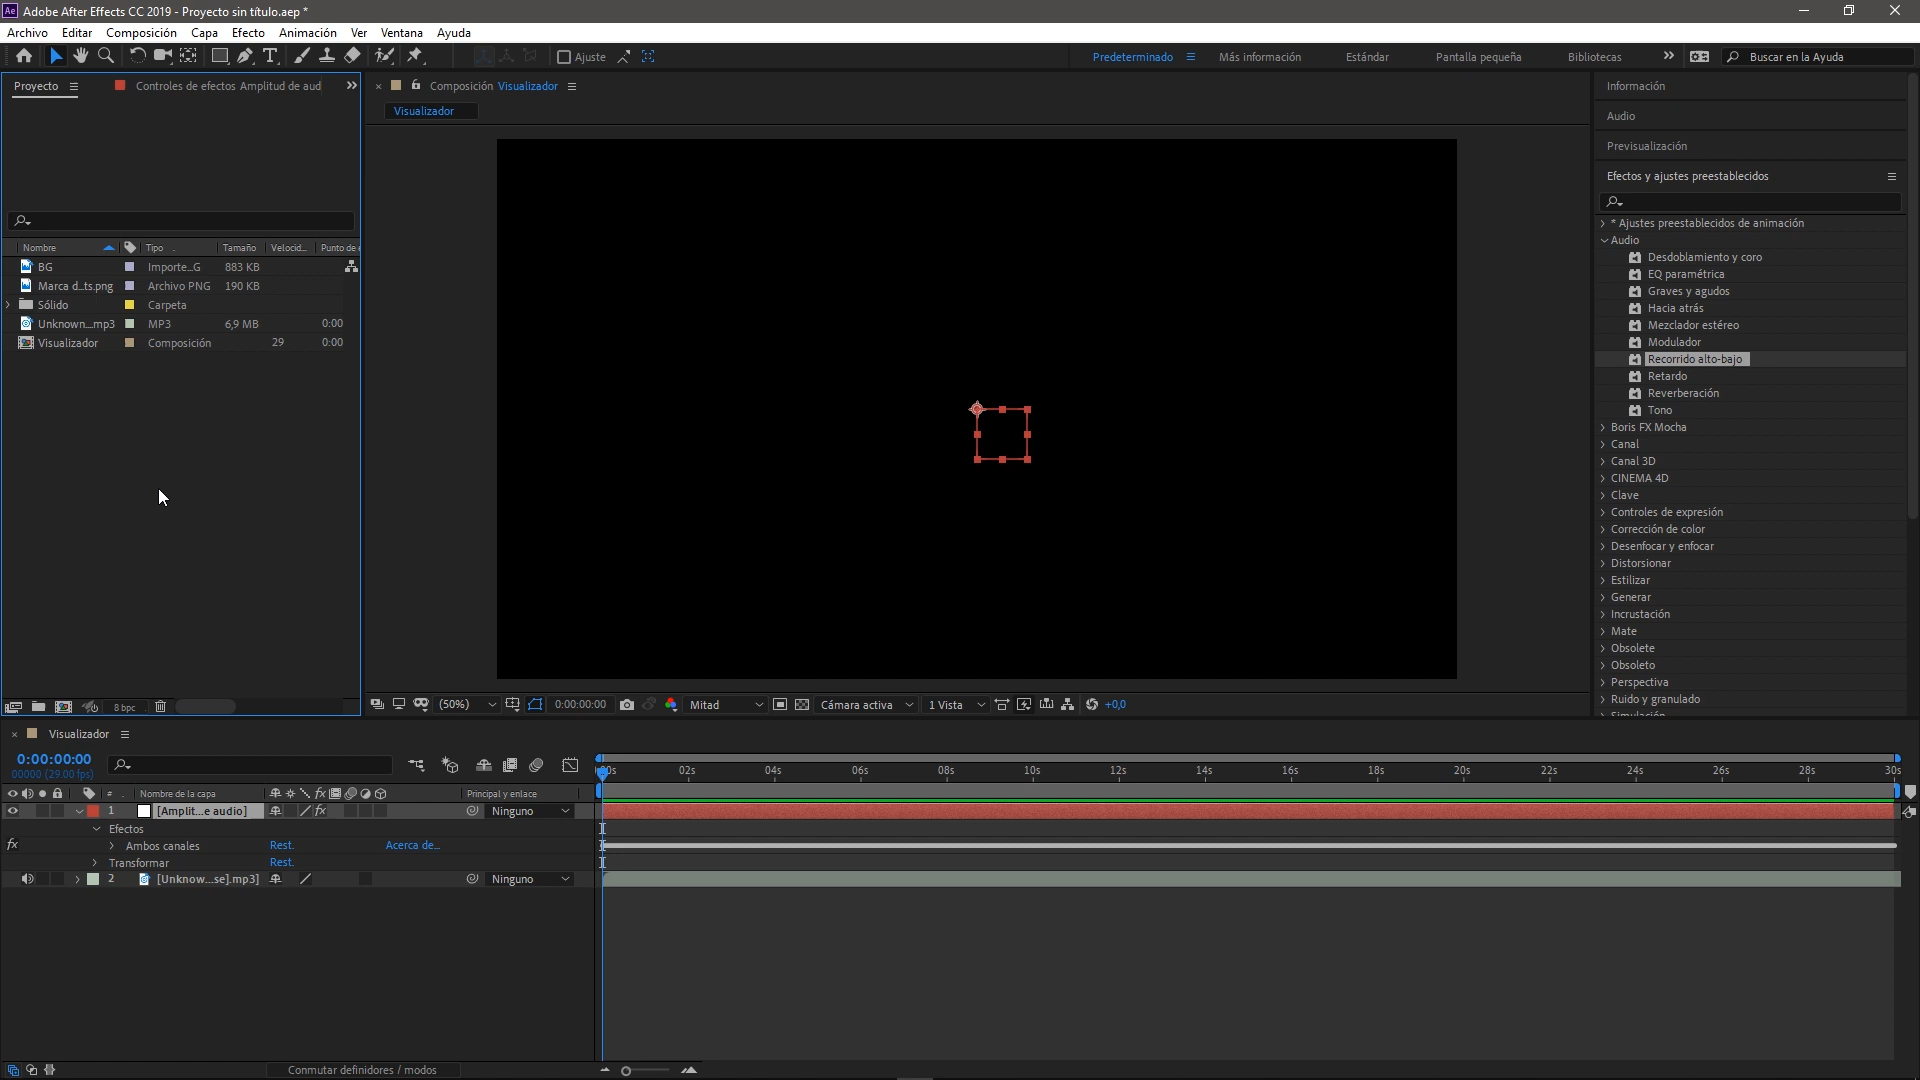 Adobe After Effects CC 2019 - Proyecto sin título.aep *
Archivo Editar Composición Capa Efecto Animación Ver Ventana Ayuda
Ajuste Predeterminado Más información Estándar Pantalla pequeña Bibliotecas Buscar en la Ayuda
Proyecto Controles de efectos Amplitud de aud
Composición Visualizador
Visualizador
Nombre Tipo Tamaño Velocid... Punto de e
BG Importe...G 883 KB
Marca d...ts.png Archivo PNG 190 KB
Sólido Carpeta
Unknown....mp3 MP3 6,9 MB 0:00
Visualizador Composición 29 0:00
8 bpc
(50%) 0:00:00:00 Mitad Cámara activa 1 Vista +0,0
Información
Audio
Previsualización
Efectos y ajustes preestablecidos
* Ajustes preestablecidos de animación
Audio
Desdoblamiento y coro
EQ paramétrica
Graves y agudos
Hacia atrás
Mezclador estéreo
Modulador
Recorrido alto-bajo
Retardo
Reverberación
Tono
Boris FX Mocha
Canal
Canal 3D
CINEMA 4D
Clave
Controles de expresión
Corrección de color
Desenfocar y enfocar
Distorsionar
Estilizar
Generar
Incrustación
Mate
Obsolete
Obsoleto
Perspectiva
Ruido y granulado
Simulación
Visualizador
0:00:00:00
00000 (29.00 fps)
00s 02s 04s 06s 08s 10s 12s 14s 16s 18s 20s 22s 24s 26s 28s 30s
# Nombre de la capa Principal y enlace
1 [Amplit...e audio] Ninguno
Efectos
fx Ambos canales Rest. Acerca de...
Transformar Rest.
2 [Unknow...se].mp3] Ninguno
Conmutar definidores / modos